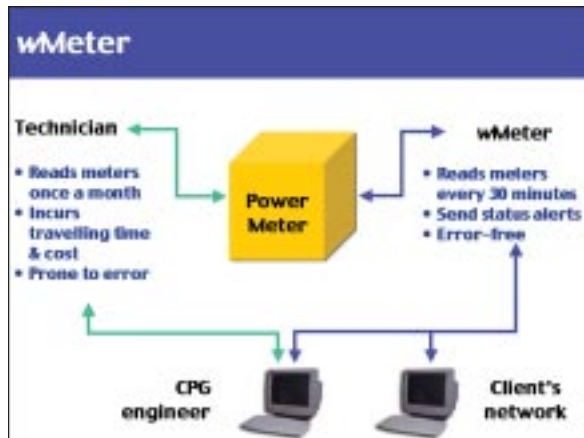 wMeter
Technician
• Reads meters
once a month
• Incurs
travelling time
& cost
• Prone to error
Power
Meter
wMeter
• Reads meters
every 30 minutes
• Send status alerts
• Error-free
CPG
engineer
Client's
network